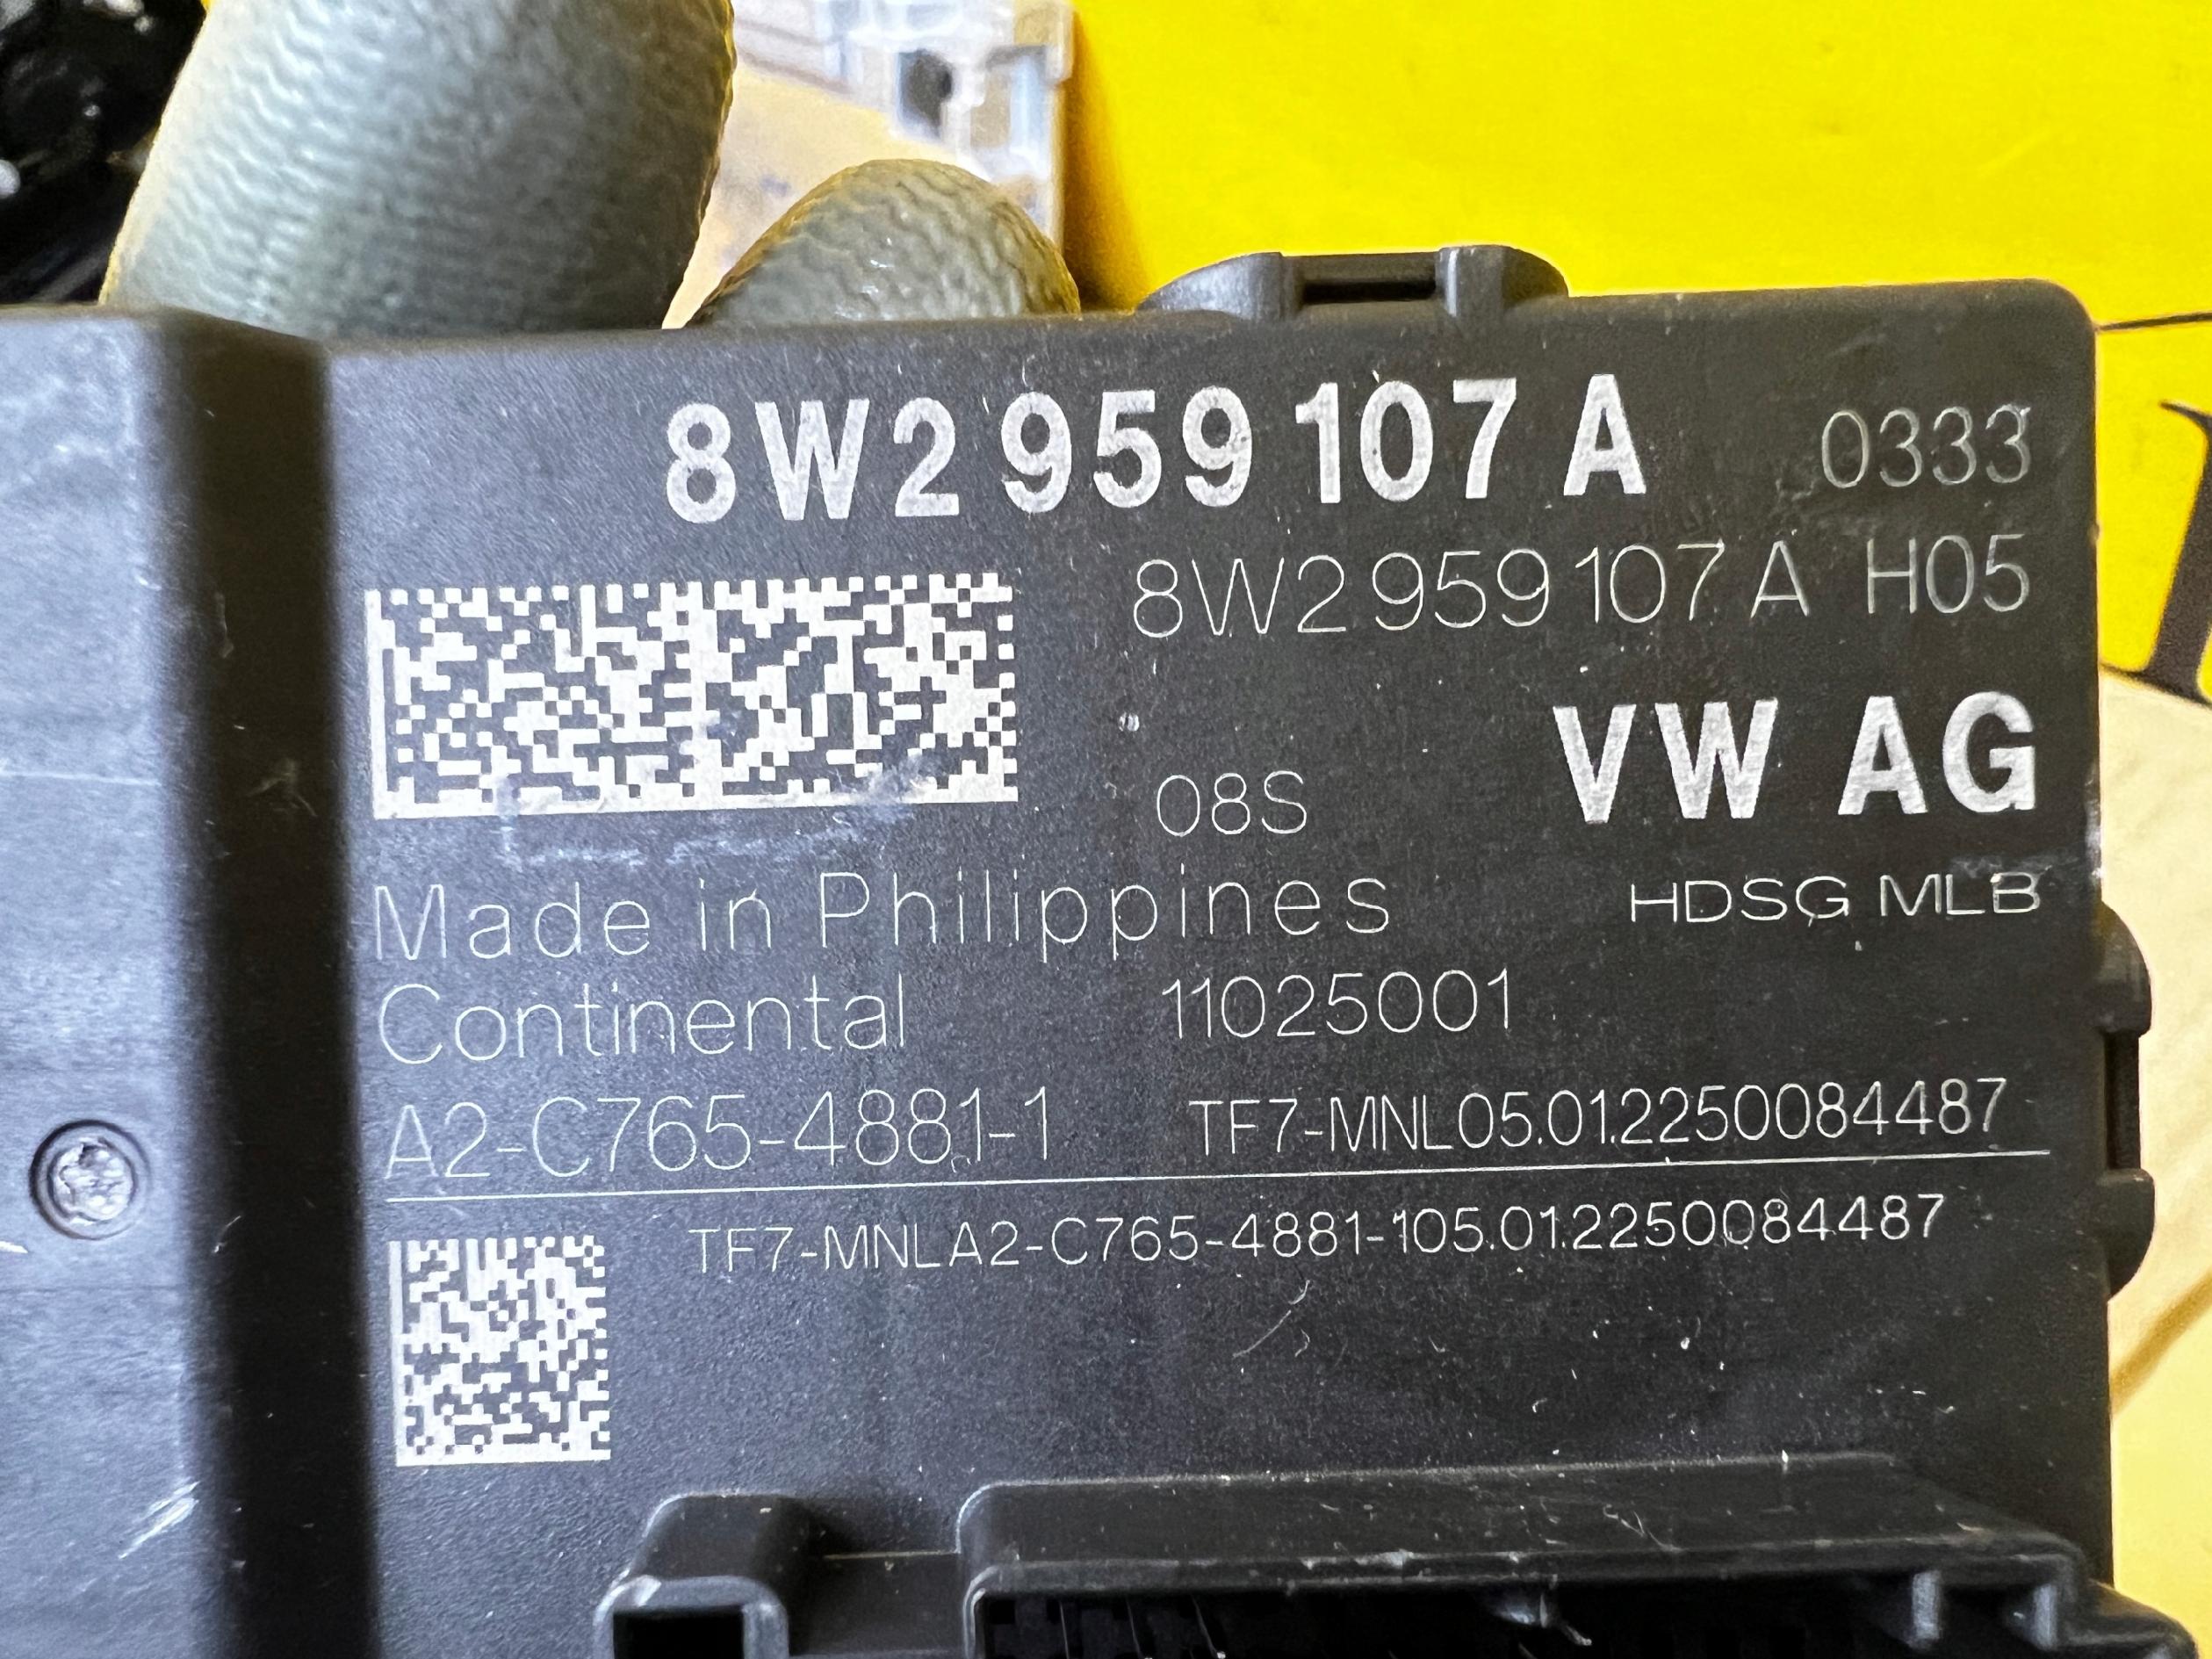 8W2 959 107 A 0333
8W2 959 107 A H05
VW AG
08S
HDSG MLB
Made in Philippines
Continental 11025001
A2-C765-4881-1 TF7-MNL05.01.2250084487
TF7-MNLA2-C765-4881-105.01.2250084487